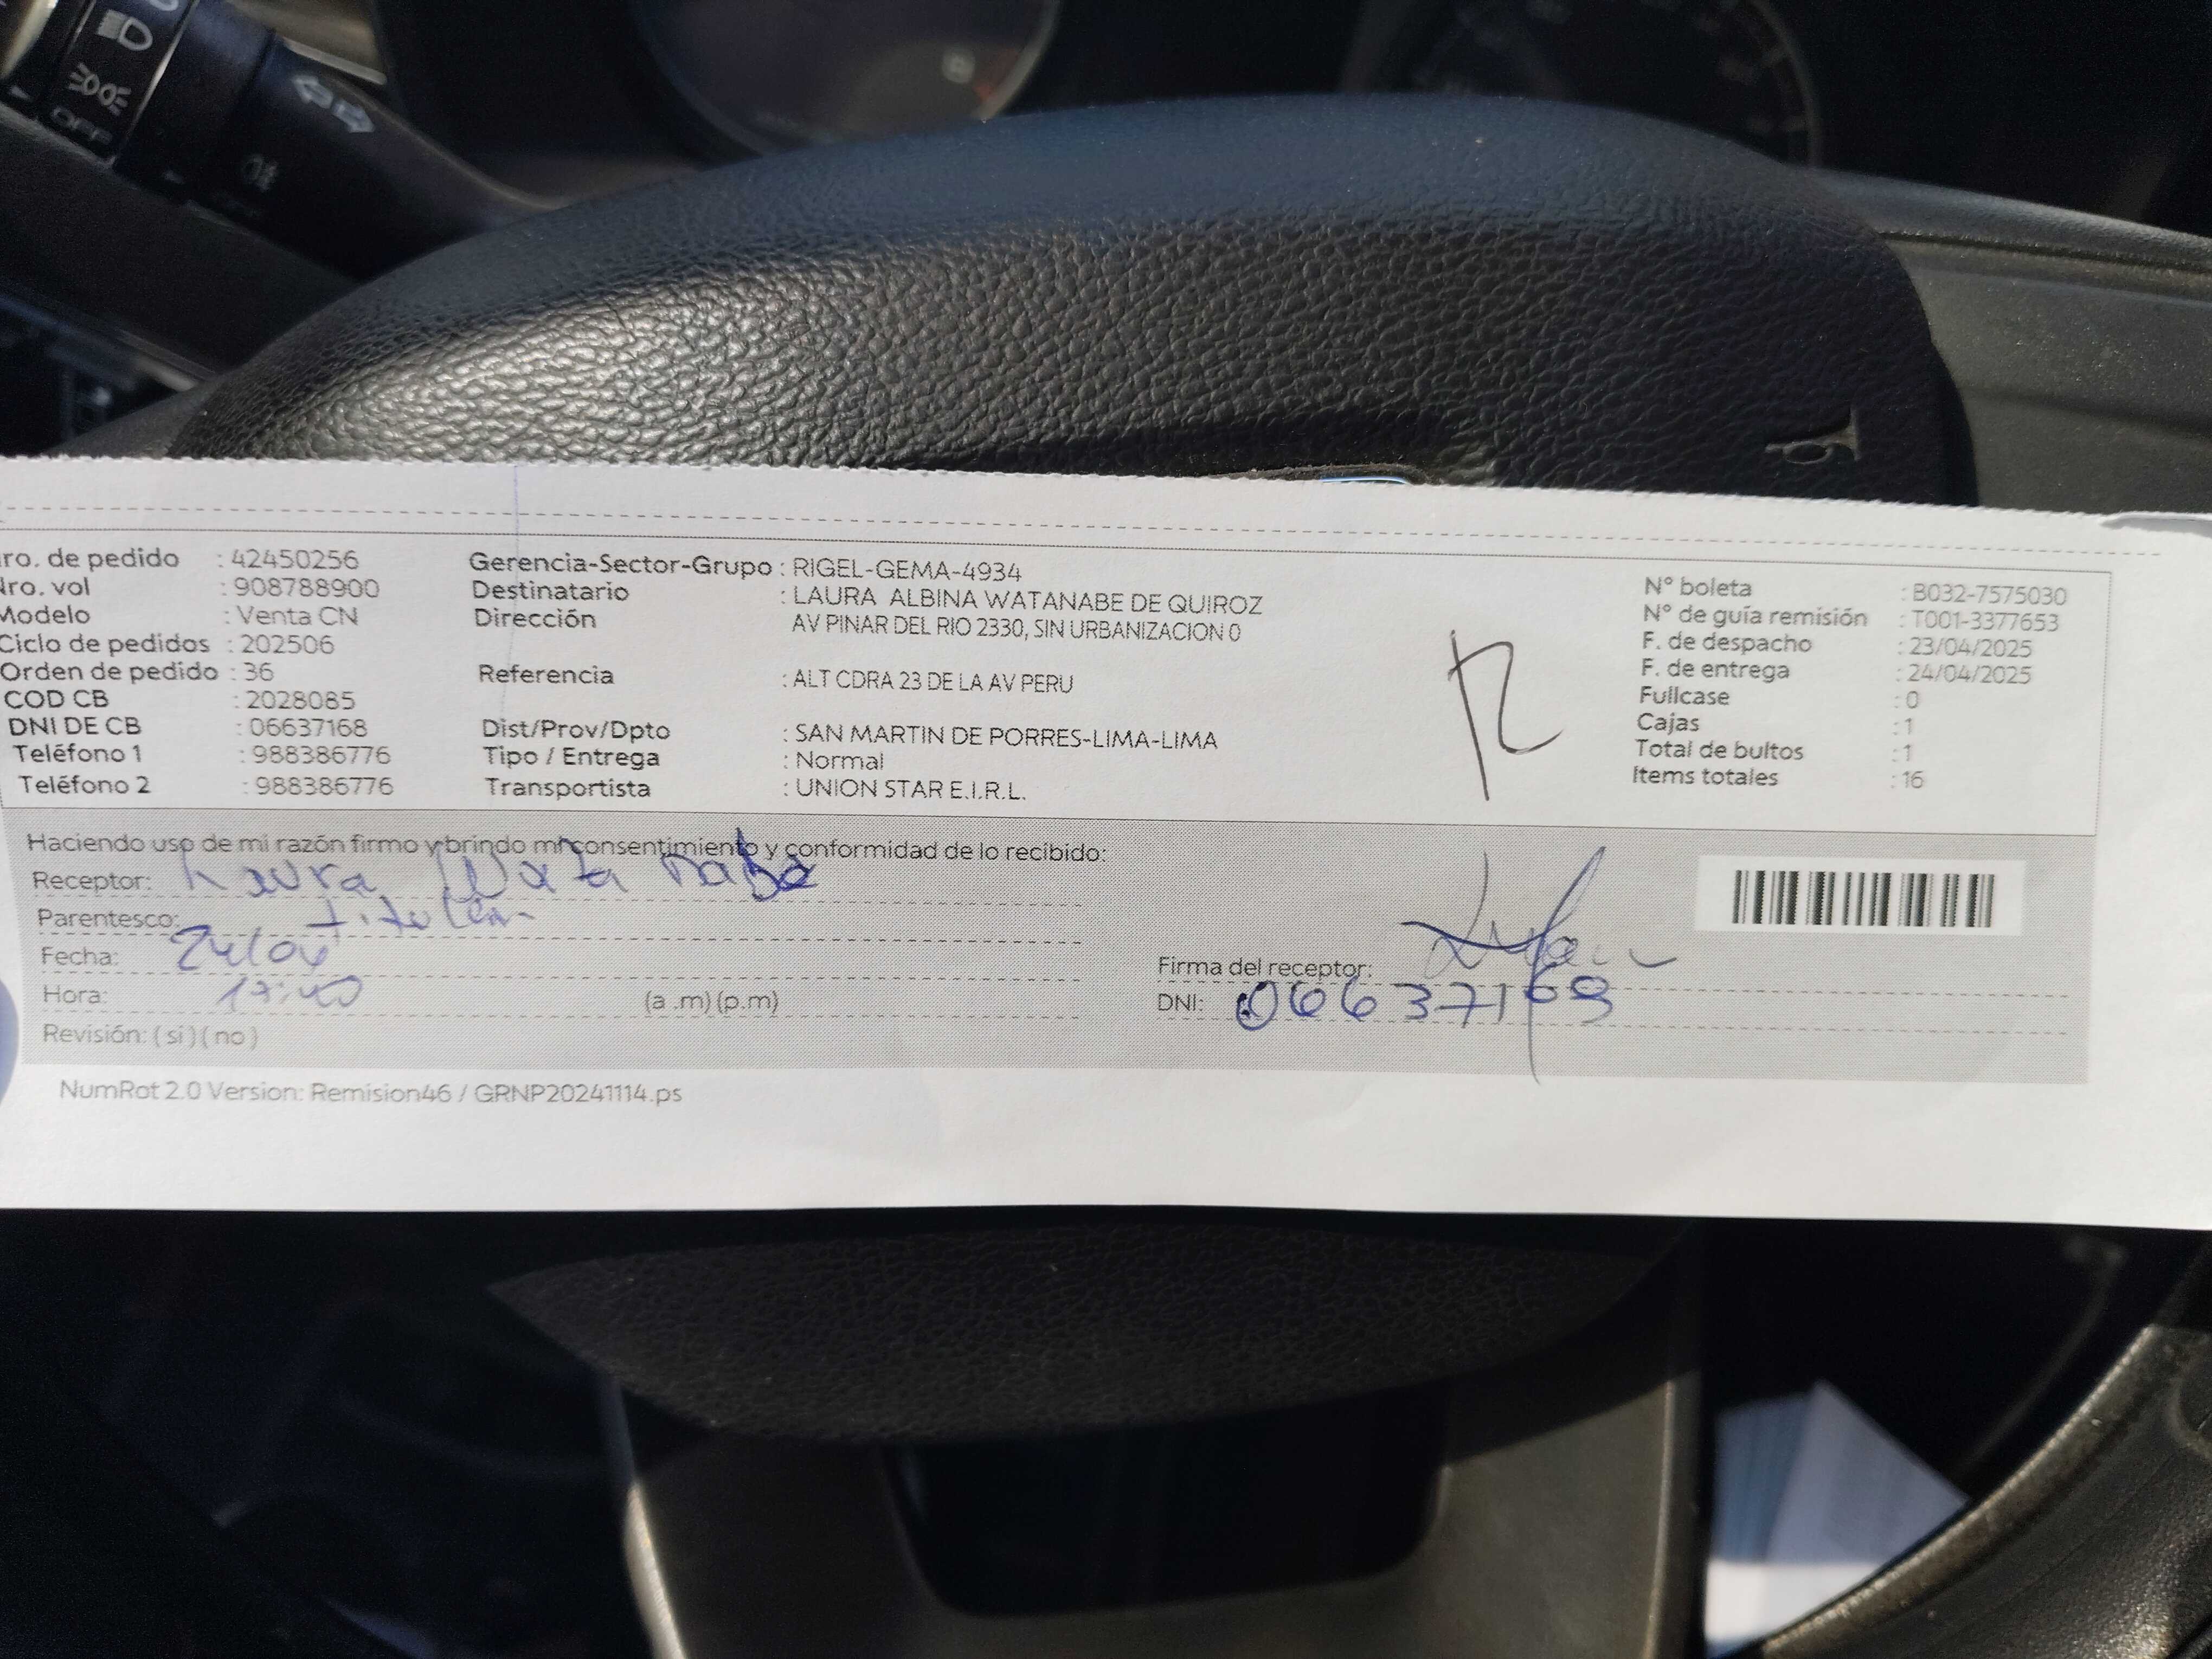 OFF
ro. de pedido : 42450256
Nro. vol : 908788900
Modelo : Venta CN
Ciclo de pedidos : 202506
Orden de pedido : 36
COD CB : 2028085
DNI DE CB : 06637168
Teléfono 1 : 988386776
Teléfono 2 : 988386776
Gerencia-Sector-Grupo : RIGEL-GEMA-4934
Destinatario : LAURA ALBINA WATANABE DE QUIROZ
Dirección AV PINAR DEL RIO 2330, SIN URBANIZACION 0
Referencia : ALT CDRA 23 DE LA AV PERU
Dist/Prov/Dpto : SAN MARTIN DE PORRES-LIMA-LIMA
Tipo / Entrega : Normal
Transportista : UNION STAR E.I.R.L.
N° boleta : B032-7575030
N° de guía remisión : T001-3377653
F. de despacho : 23/04/2025
F. de entrega : 24/04/2025
Fullcase : 0
Cajas : 1
Total de bultos : 1
Items totales : 16
Haciendo uso de mi razón firmo y brindo mi consentimiento y conformidad de lo recibido:
Receptor: Laura Watanabe
Parentesco: titular
Fecha: 24/04
Hora: (a .m) (p.m)
Revisión: ( si ) ( no )
Firma del receptor:
DNI:
NumRot 2.0 Version: Remision46 / GRNP20241114.ps